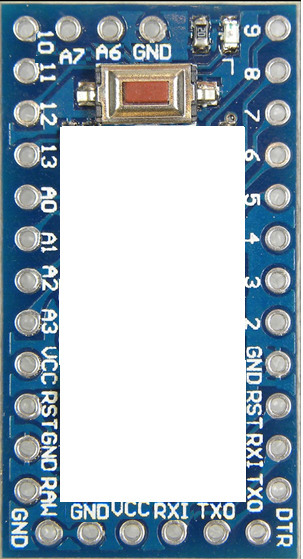 A7 A6 GND
10
11
12
13
A0
A1
A2
A3
VCC
RST
GND
RAW
9
8
7
6
5
4
3
2
GND
RST
RXI
TXO
GND GND VCC RXI TXO DTR